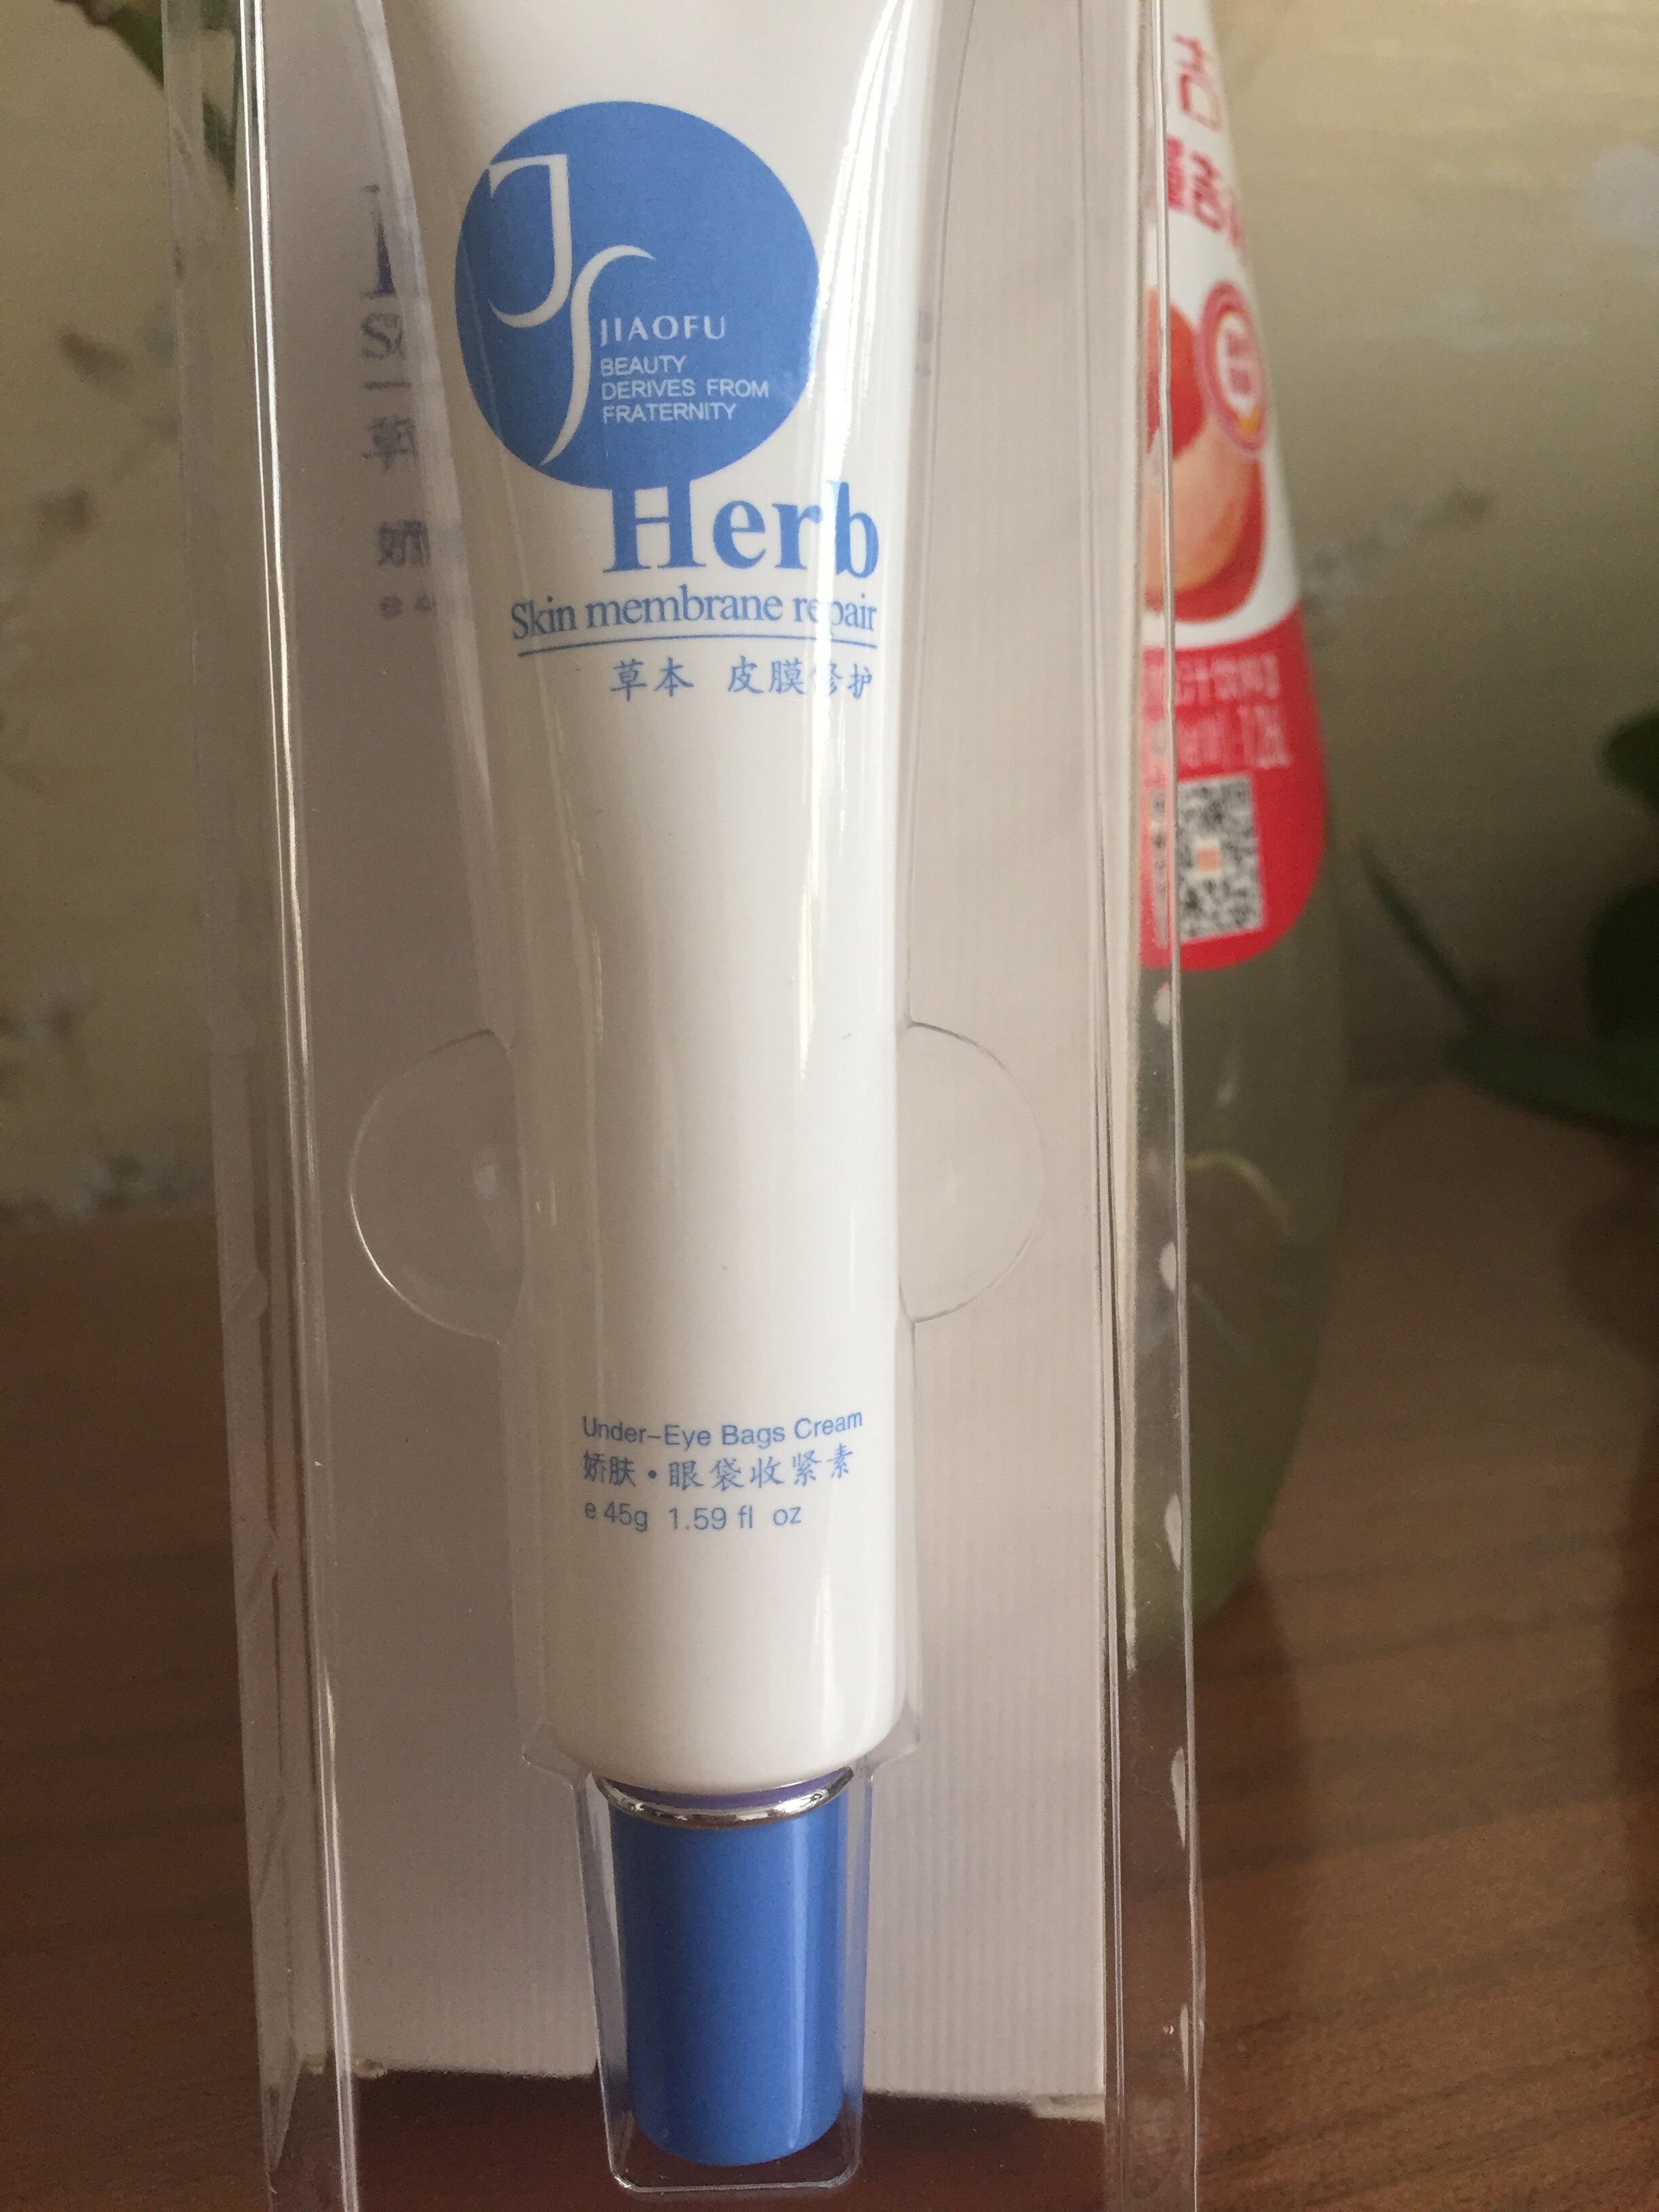 JS
JIAOFU
BEAUTY
DERIVES FROM
FRATERNITY
Herb
Skin membrane repair
草本 皮膜修护
Under-Eye Bags Cream
娇肤·眼袋收紧素
e 45g 1.59 fl oz